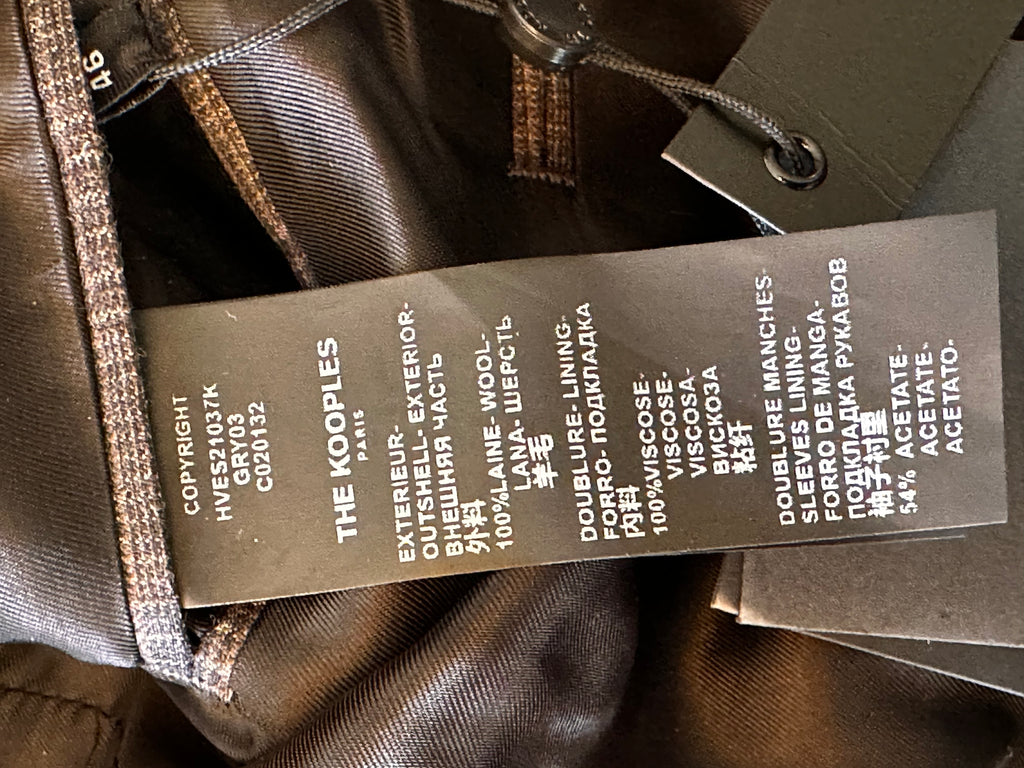 46
COPYRIGHT
HVES21037K
GRY03
C020132
THE KOOPLES
PARIS
EXTERIEUR-
OUTSHELL- EXTERIOR-
ВНЕШНЯЯ ЧАСТЬ
外料
100%LAINE- WOOL-
LANA- ШЕРСТЬ
羊毛
DOUBLURE- LINING-
FORRO- ПОДКЛАДКА
内料
100%VISCOSE-
VISCOSE-
VISCOSA-
ВИСКОЗА
粘纤
DOUBLURE MANCHES-
SLEEVES LINING-
FORRO DE MANGA-
ПОДКЛАДКА РУКАВОВ
袖子衬里
54% ACETATE-
ACETATE-
ACETATO-